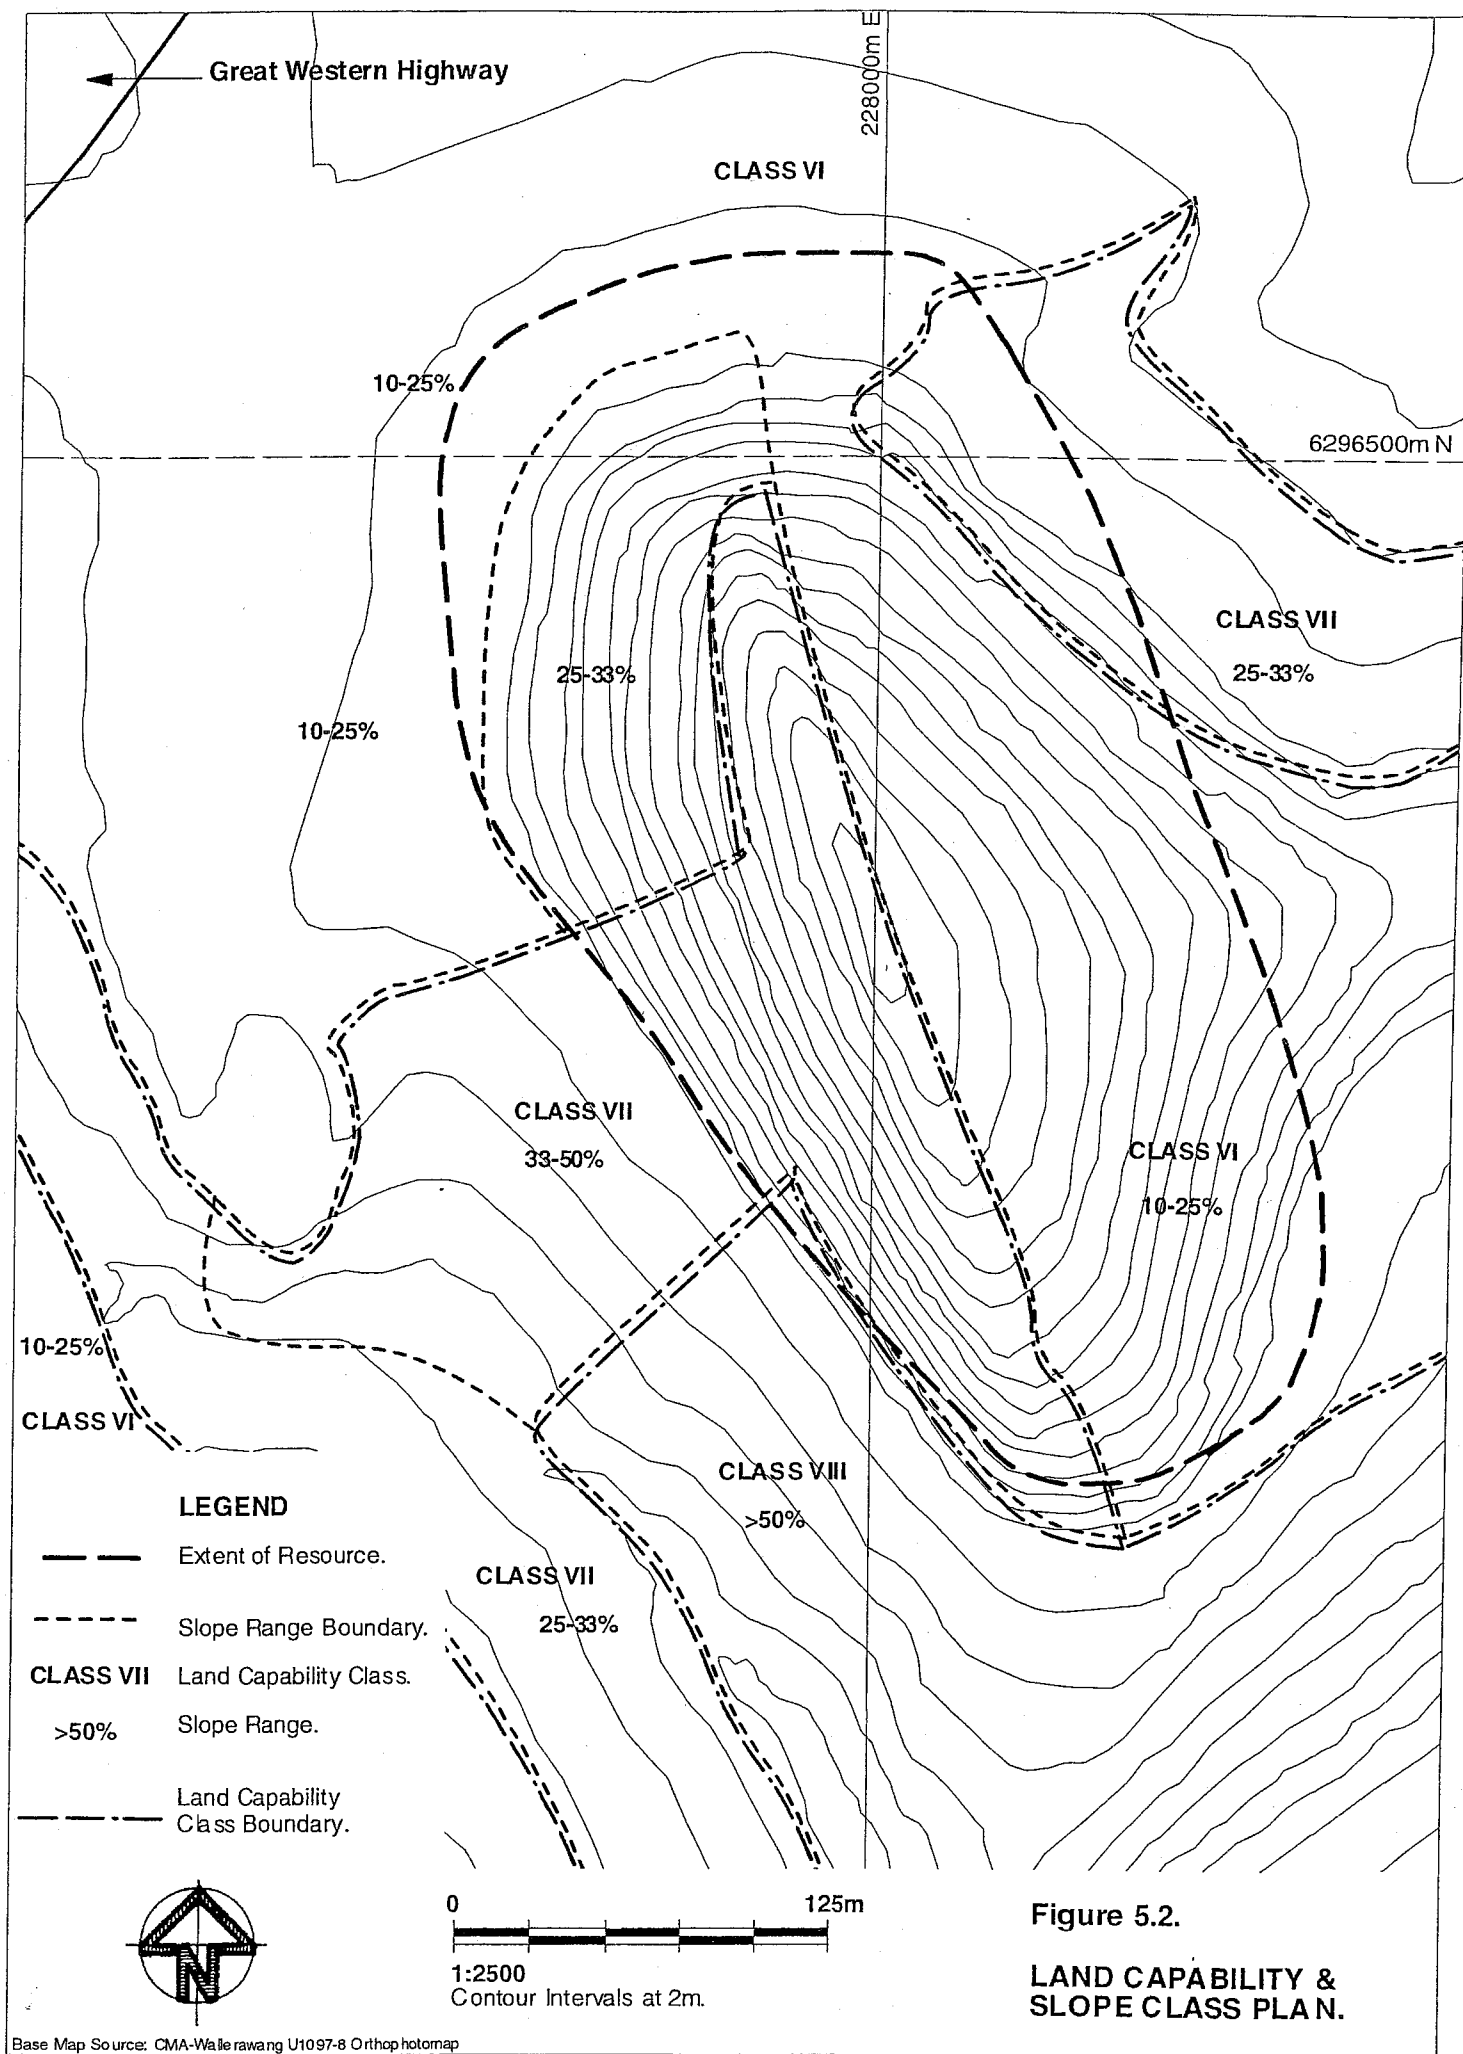 Great Western Highway
228000m E
CLASS VI
10-25%
6296500m N
CLASS VII
25-33%
25-33%
10-25%
CLASS VII
33-50%
CLASS VI
10-25%
10-25%
CLASS VI
CLASS VIII
>50%
CLASS VII
25-33%
LEGEND
Extent of Resource.
Slope Range Boundary.
CLASS VII Land Capability Class.
>50% Slope Range.
Land Capability
Class Boundary.
N
0 125m
1:2500
Contour Intervals at 2m.
Figure 5.2.
LAND CAPABILITY &
SLOPE CLASS PLAN.
Base Map Source: CMA-Wallerawang U1097-8 Orthophotomap